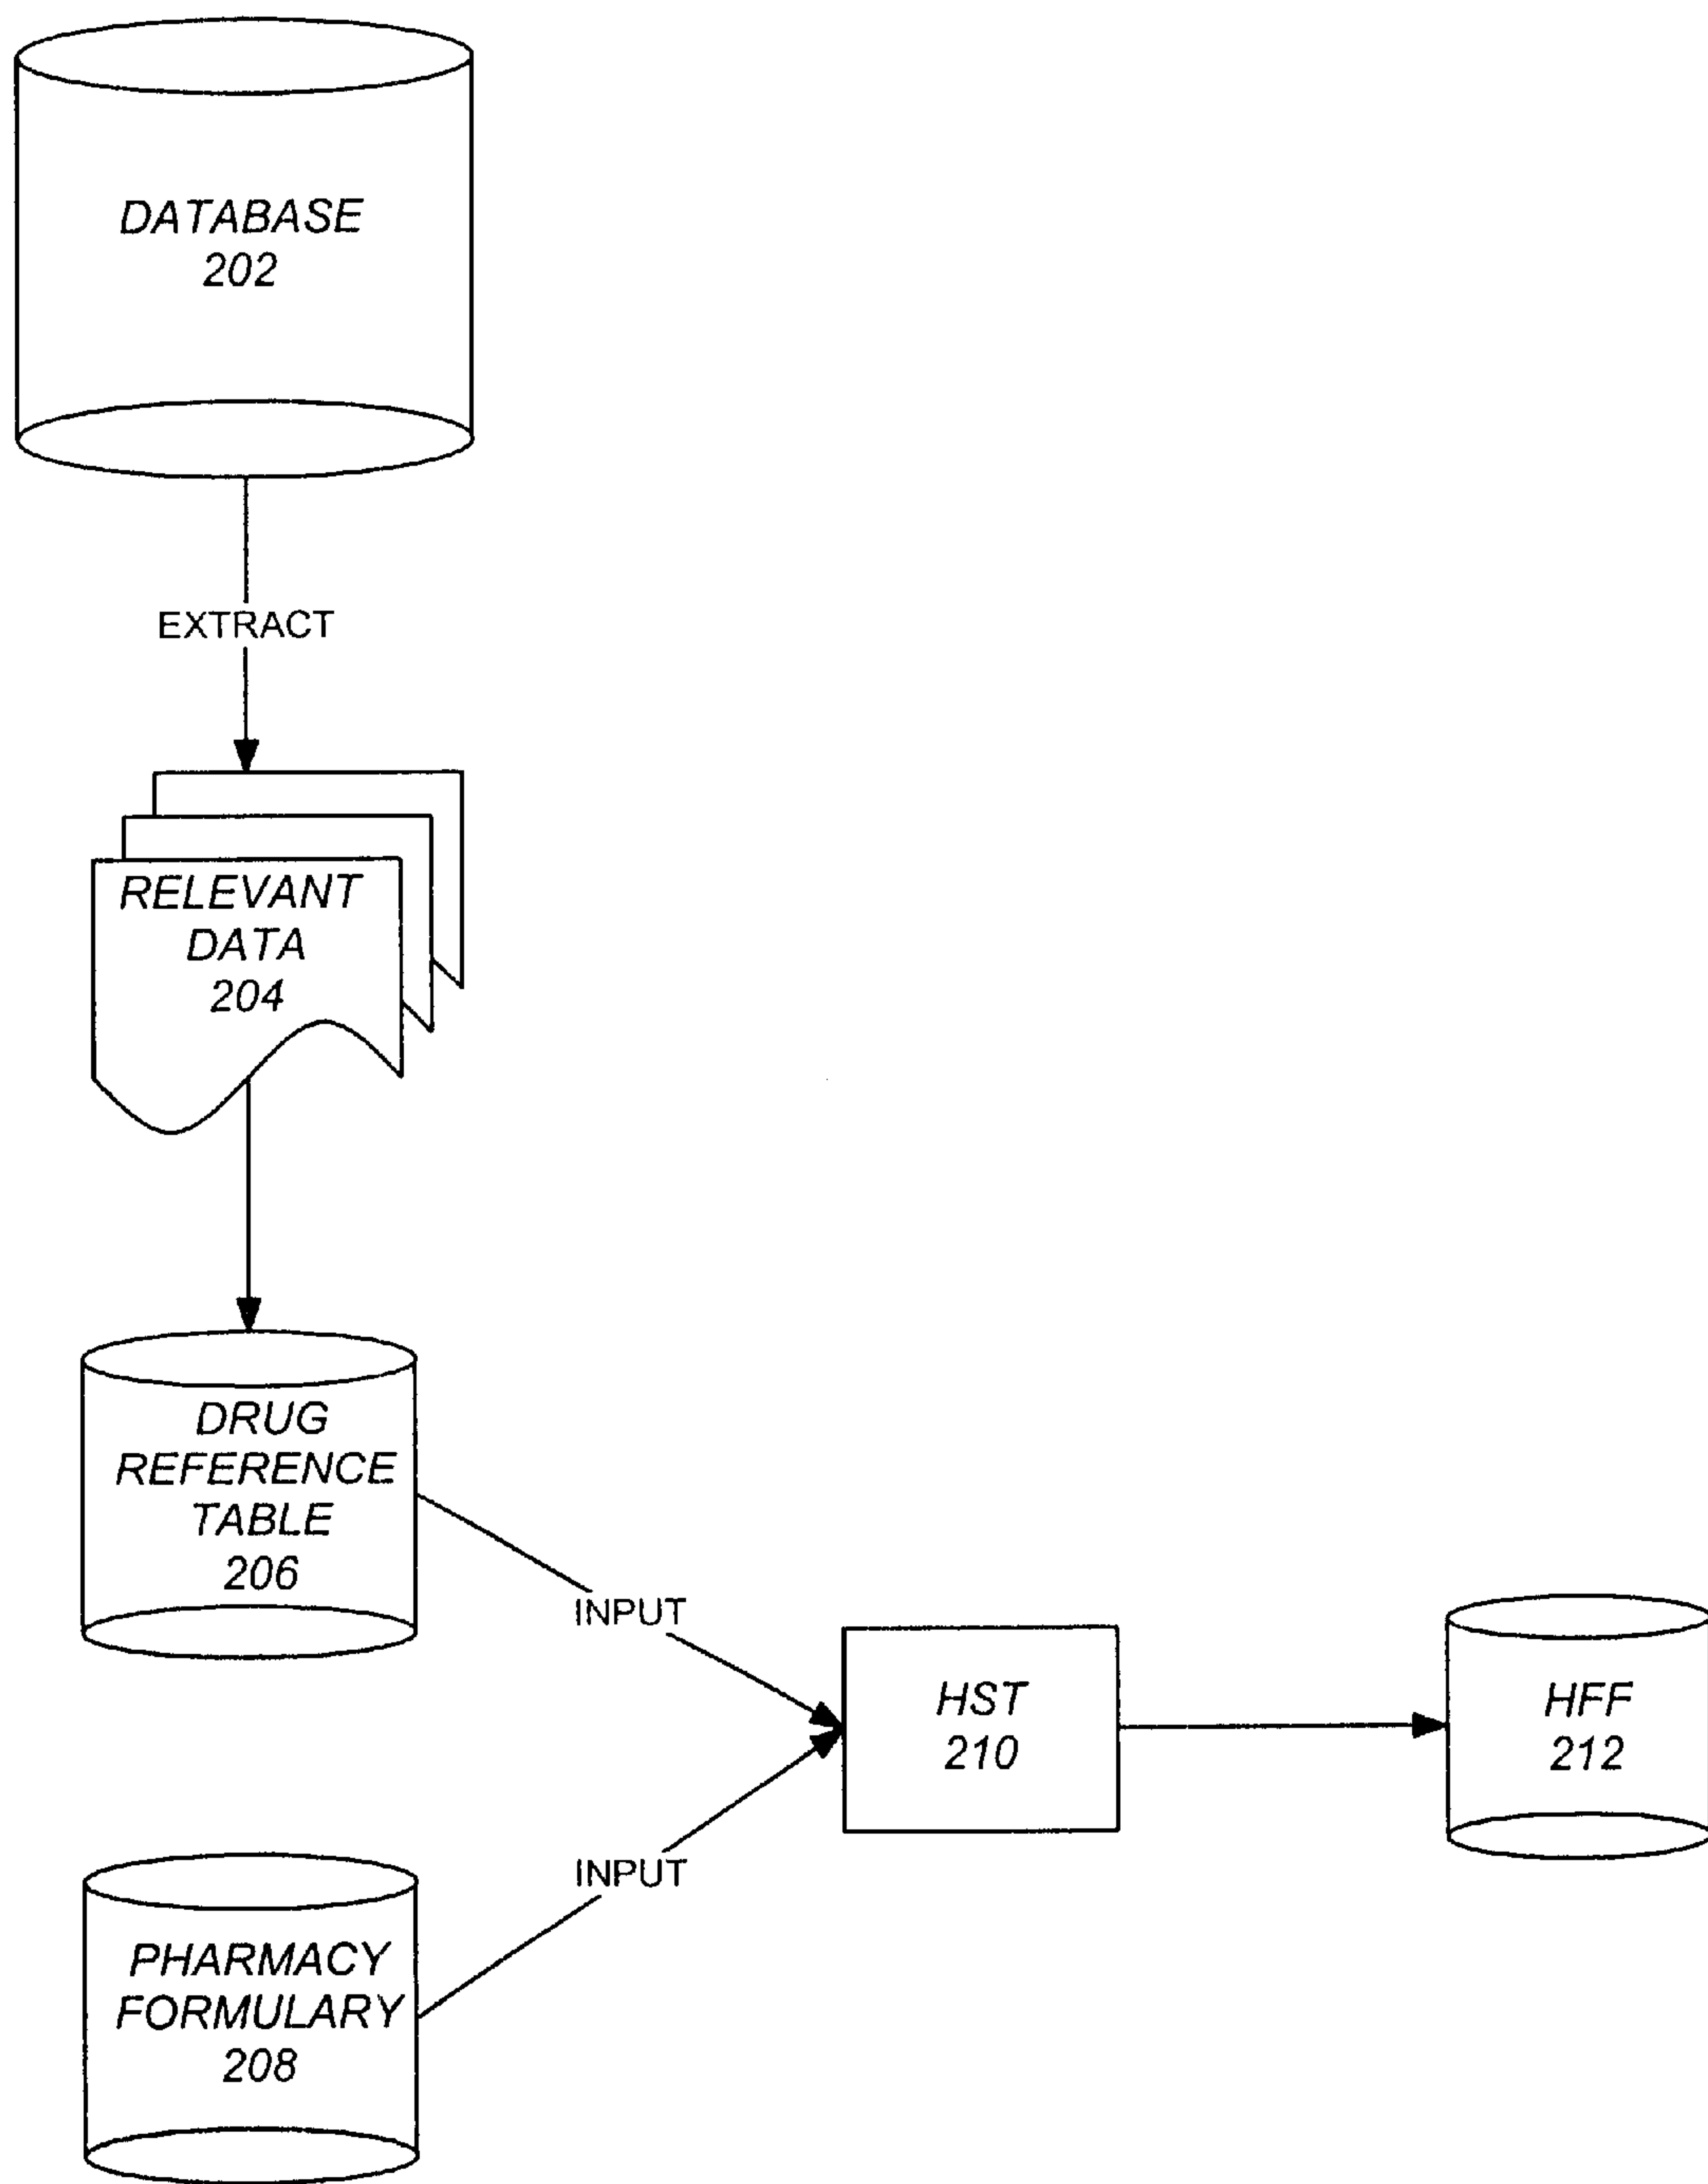 DATABASE
202
EXTRACT
RELEVANT
DATA
204
DRUG
REFERENCE
TABLE
206
INPUT
HST
210
HFF
212
INPUT
PHARMACY
FORMULARY
208